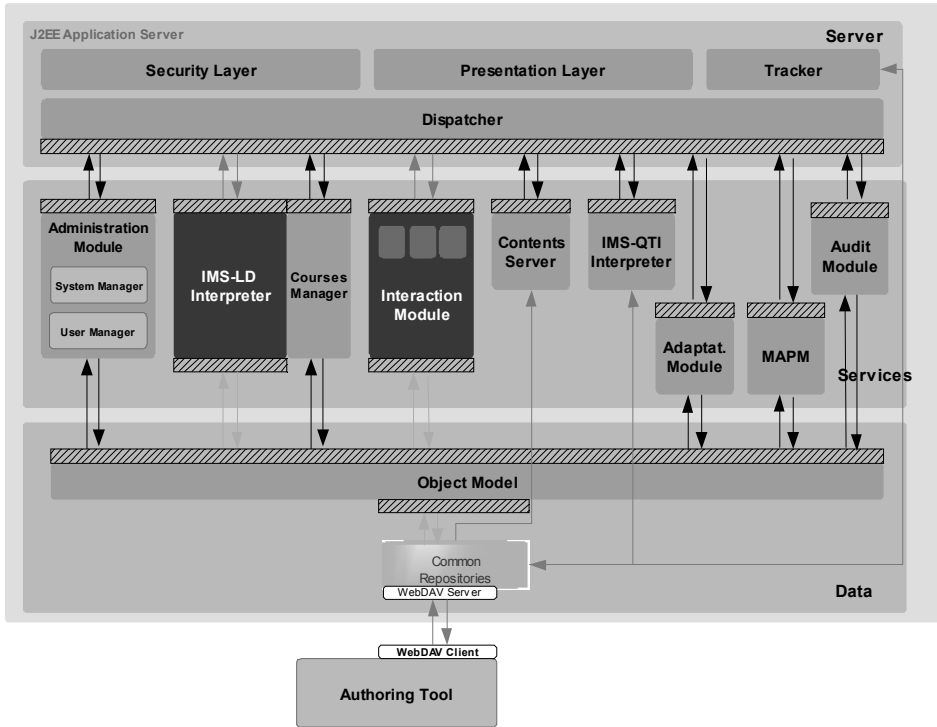 J2EE Application Server
Server
Security Layer
Presentation Layer
Tracker
Dispatcher
Administration
Module
System Manager
User Manager
IMS-LD
Interpreter
Courses
Manager
Interaction
Module
Contents
Server
IMS-QTI
Interpreter
Audit
Module
Adaptat.
Module
MAPM
Services
Object Model
Common
Repositories
WebDAV Server
Data
WebDAV Client
Authoring Tool